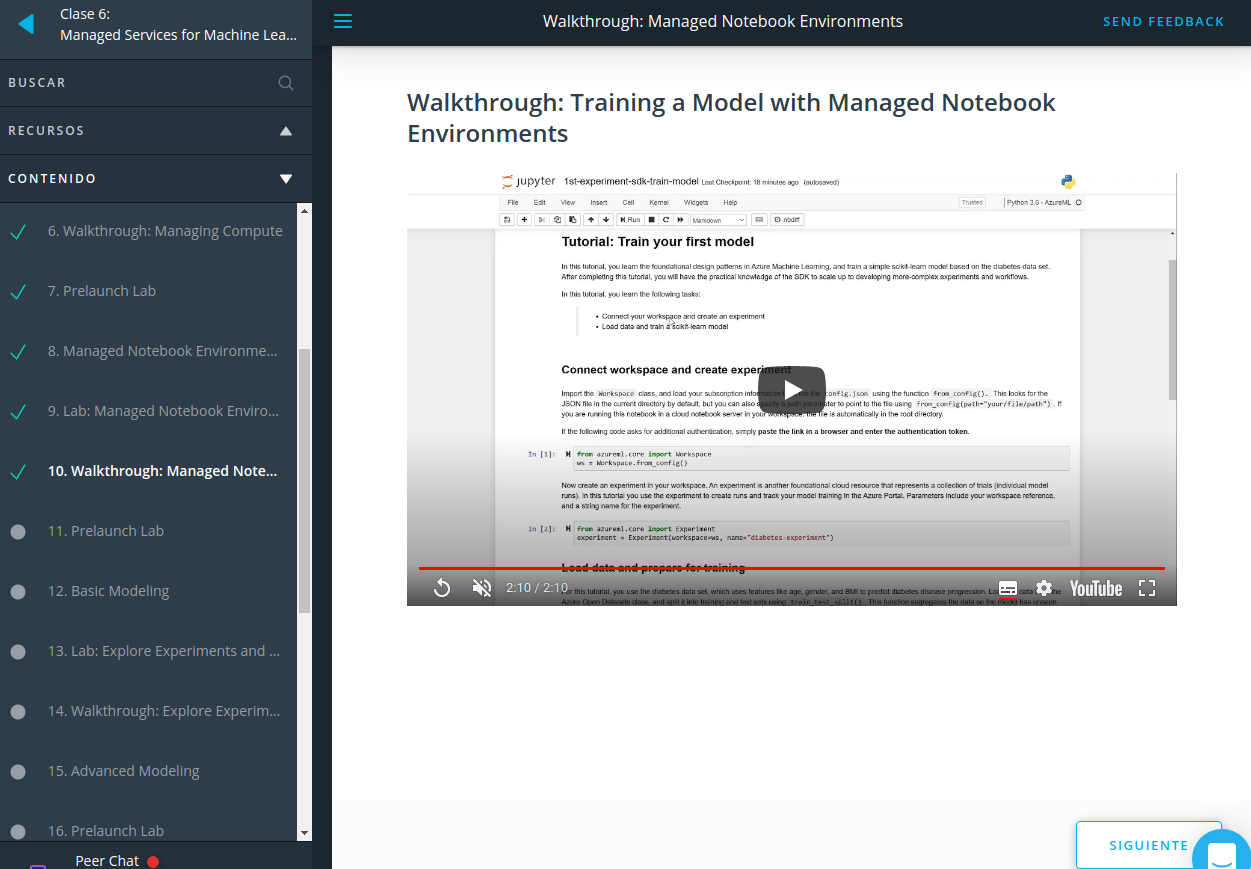 Clase 6:
Managed Services for Machine Lea...
BUSCAR
RECURSOS
CONTENIDO
6. Walkthrough: Managing Compute
7. Prelaunch Lab
8. Managed Notebook Environme...
9. Lab: Managed Notebook Enviro...
10. Walkthrough: Managed Note...
11. Prelaunch Lab
12. Basic Modeling
13. Lab: Explore Experiments and ...
14. Walkthrough: Explore Experim...
15. Advanced Modeling
16. Prelaunch Lab
Peer Chat
Walkthrough: Managed Notebook Environments
SEND FEEDBACK
Walkthrough: Training a Model with Managed Notebook
Environments
jupyter 1st-experiment-sdk-train-model Last Checkpoint: 18 minutes ago (autosaved)
File Edit View Insert Cell Kernel Widgets Help Trusted Python 3.6 - AzureML
Run Markdown nbdiff
Tutorial: Train your first model
In this tutorial, you learn the foundational design patterns in Azure Machine Learning, and train a simple scikit-learn model based on the diabetes data set.
After completing this tutorial, you will have the practical knowledge of the SDK to scale up to developing more-complex experiments and workflows.
In this tutorial, you learn the following tasks:
• Connect your workspace and create an experiment
• Load data and train a scikit-learn model
Connect workspace and create experiment
Import the Workspace class, and load your subscription information file config.json using the function from_config(). This looks for the
JSON file in the current directory by default, but you can also specify a path parameter to point to the file using from_config(path="your/file/path") . If
you are running this notebook in a cloud notebook server in your workspace, the file is automatically in the root directory.
If the following code asks for additional authentication, simply paste the link in a browser and enter the authentication token.
In [1]: from azureml.core import Workspace
ws = Workspace.from_config()
Now create an experiment in your workspace. An experiment is another foundational cloud resource that represents a collection of trials (individual model
runs). In this tutorial you use the experiment to create runs and track your model training in the Azure Portal. Parameters include your workspace reference,
and a string name for the experiment.
In [2]: from azureml.core import Experiment
experiment = Experiment(workspace=ws, name="diabetes-experiment")
Load data and prepare for training
For this tutorial, you use the diabetes data set, which uses features like age, gender, and BMI to predict diabetes disease progression. data the
Azure Open Datasets class, and split it into training and test sets using train_test_split(). This function segregates the data so the model has unseen
2:10 / 2:10
YouTube
SIGUIENTE